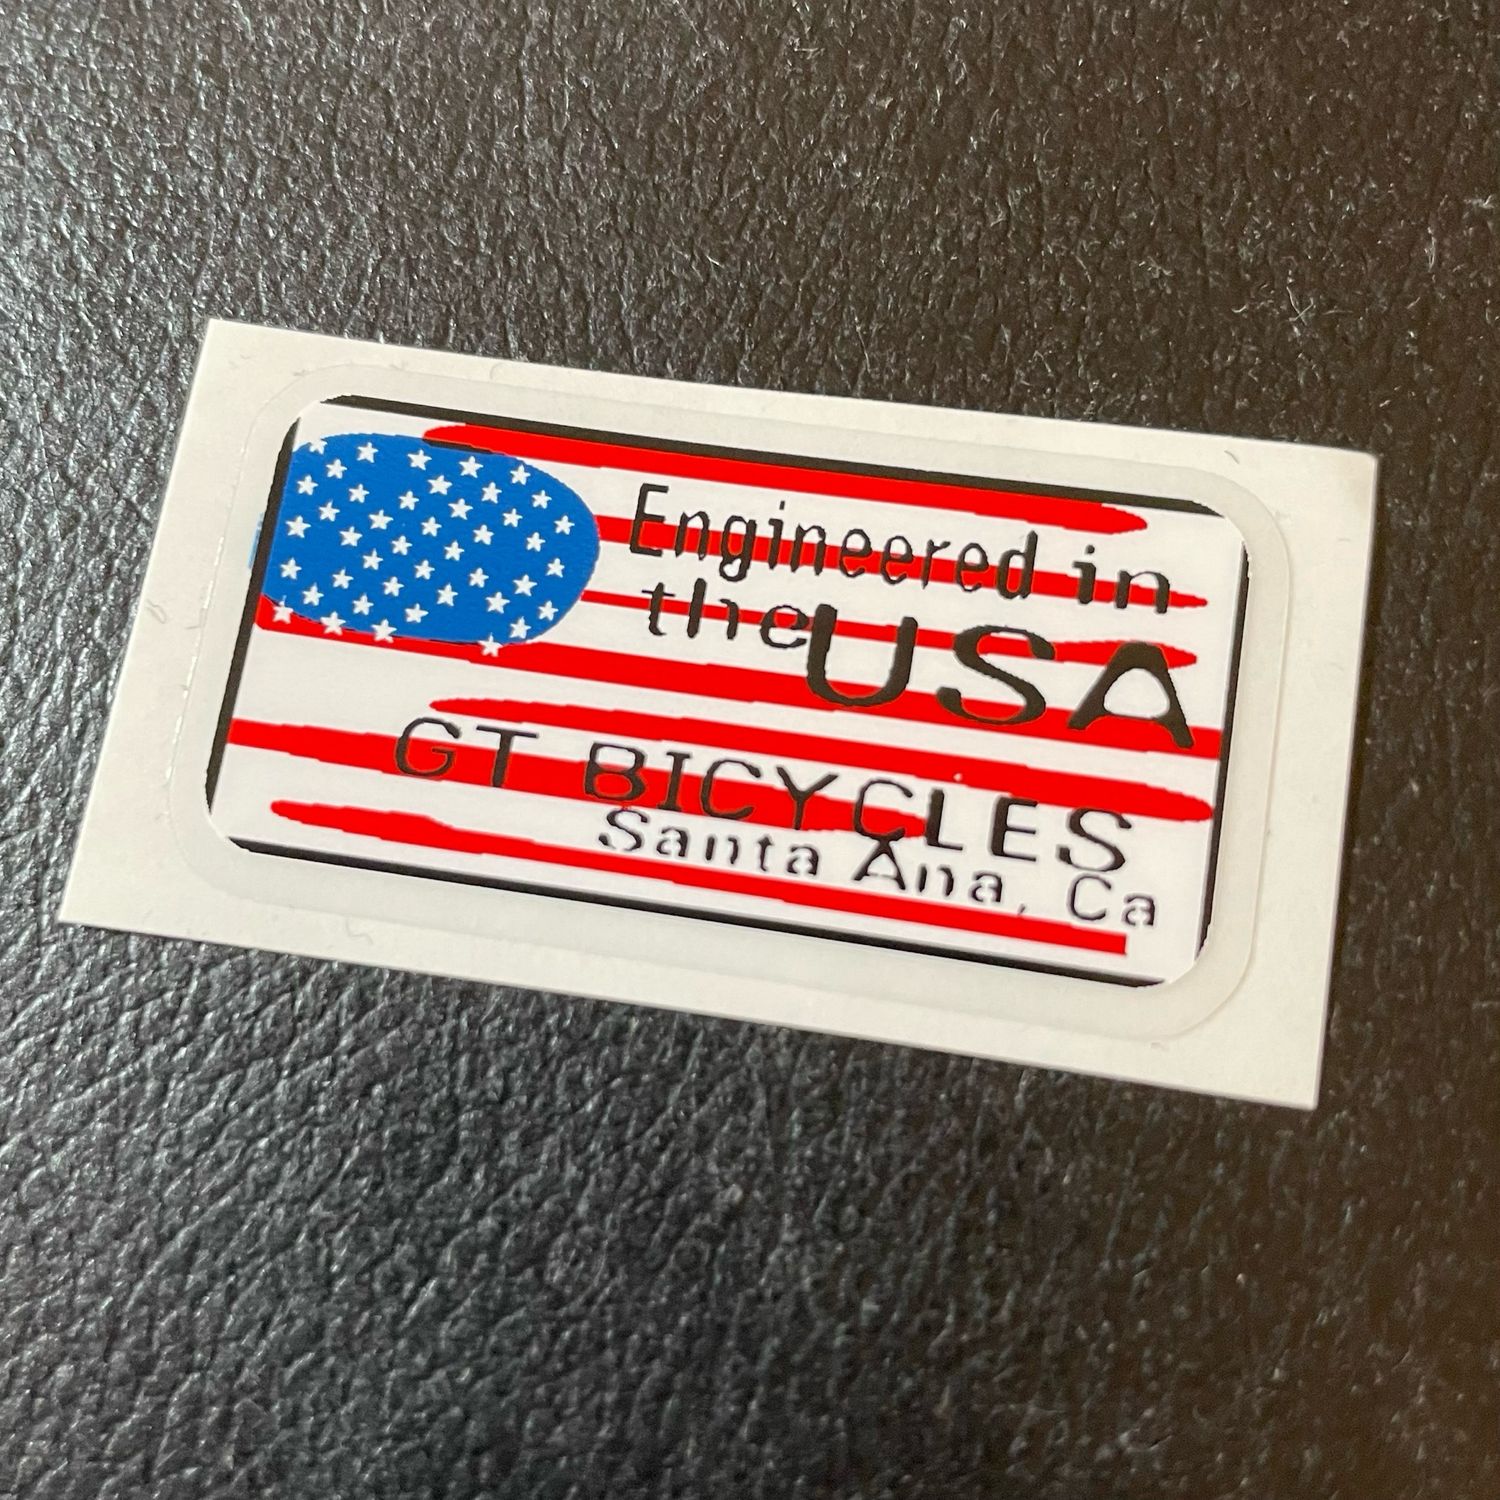 Engineered in
the USA
GT BICYCLES
Santa Ana, Ca